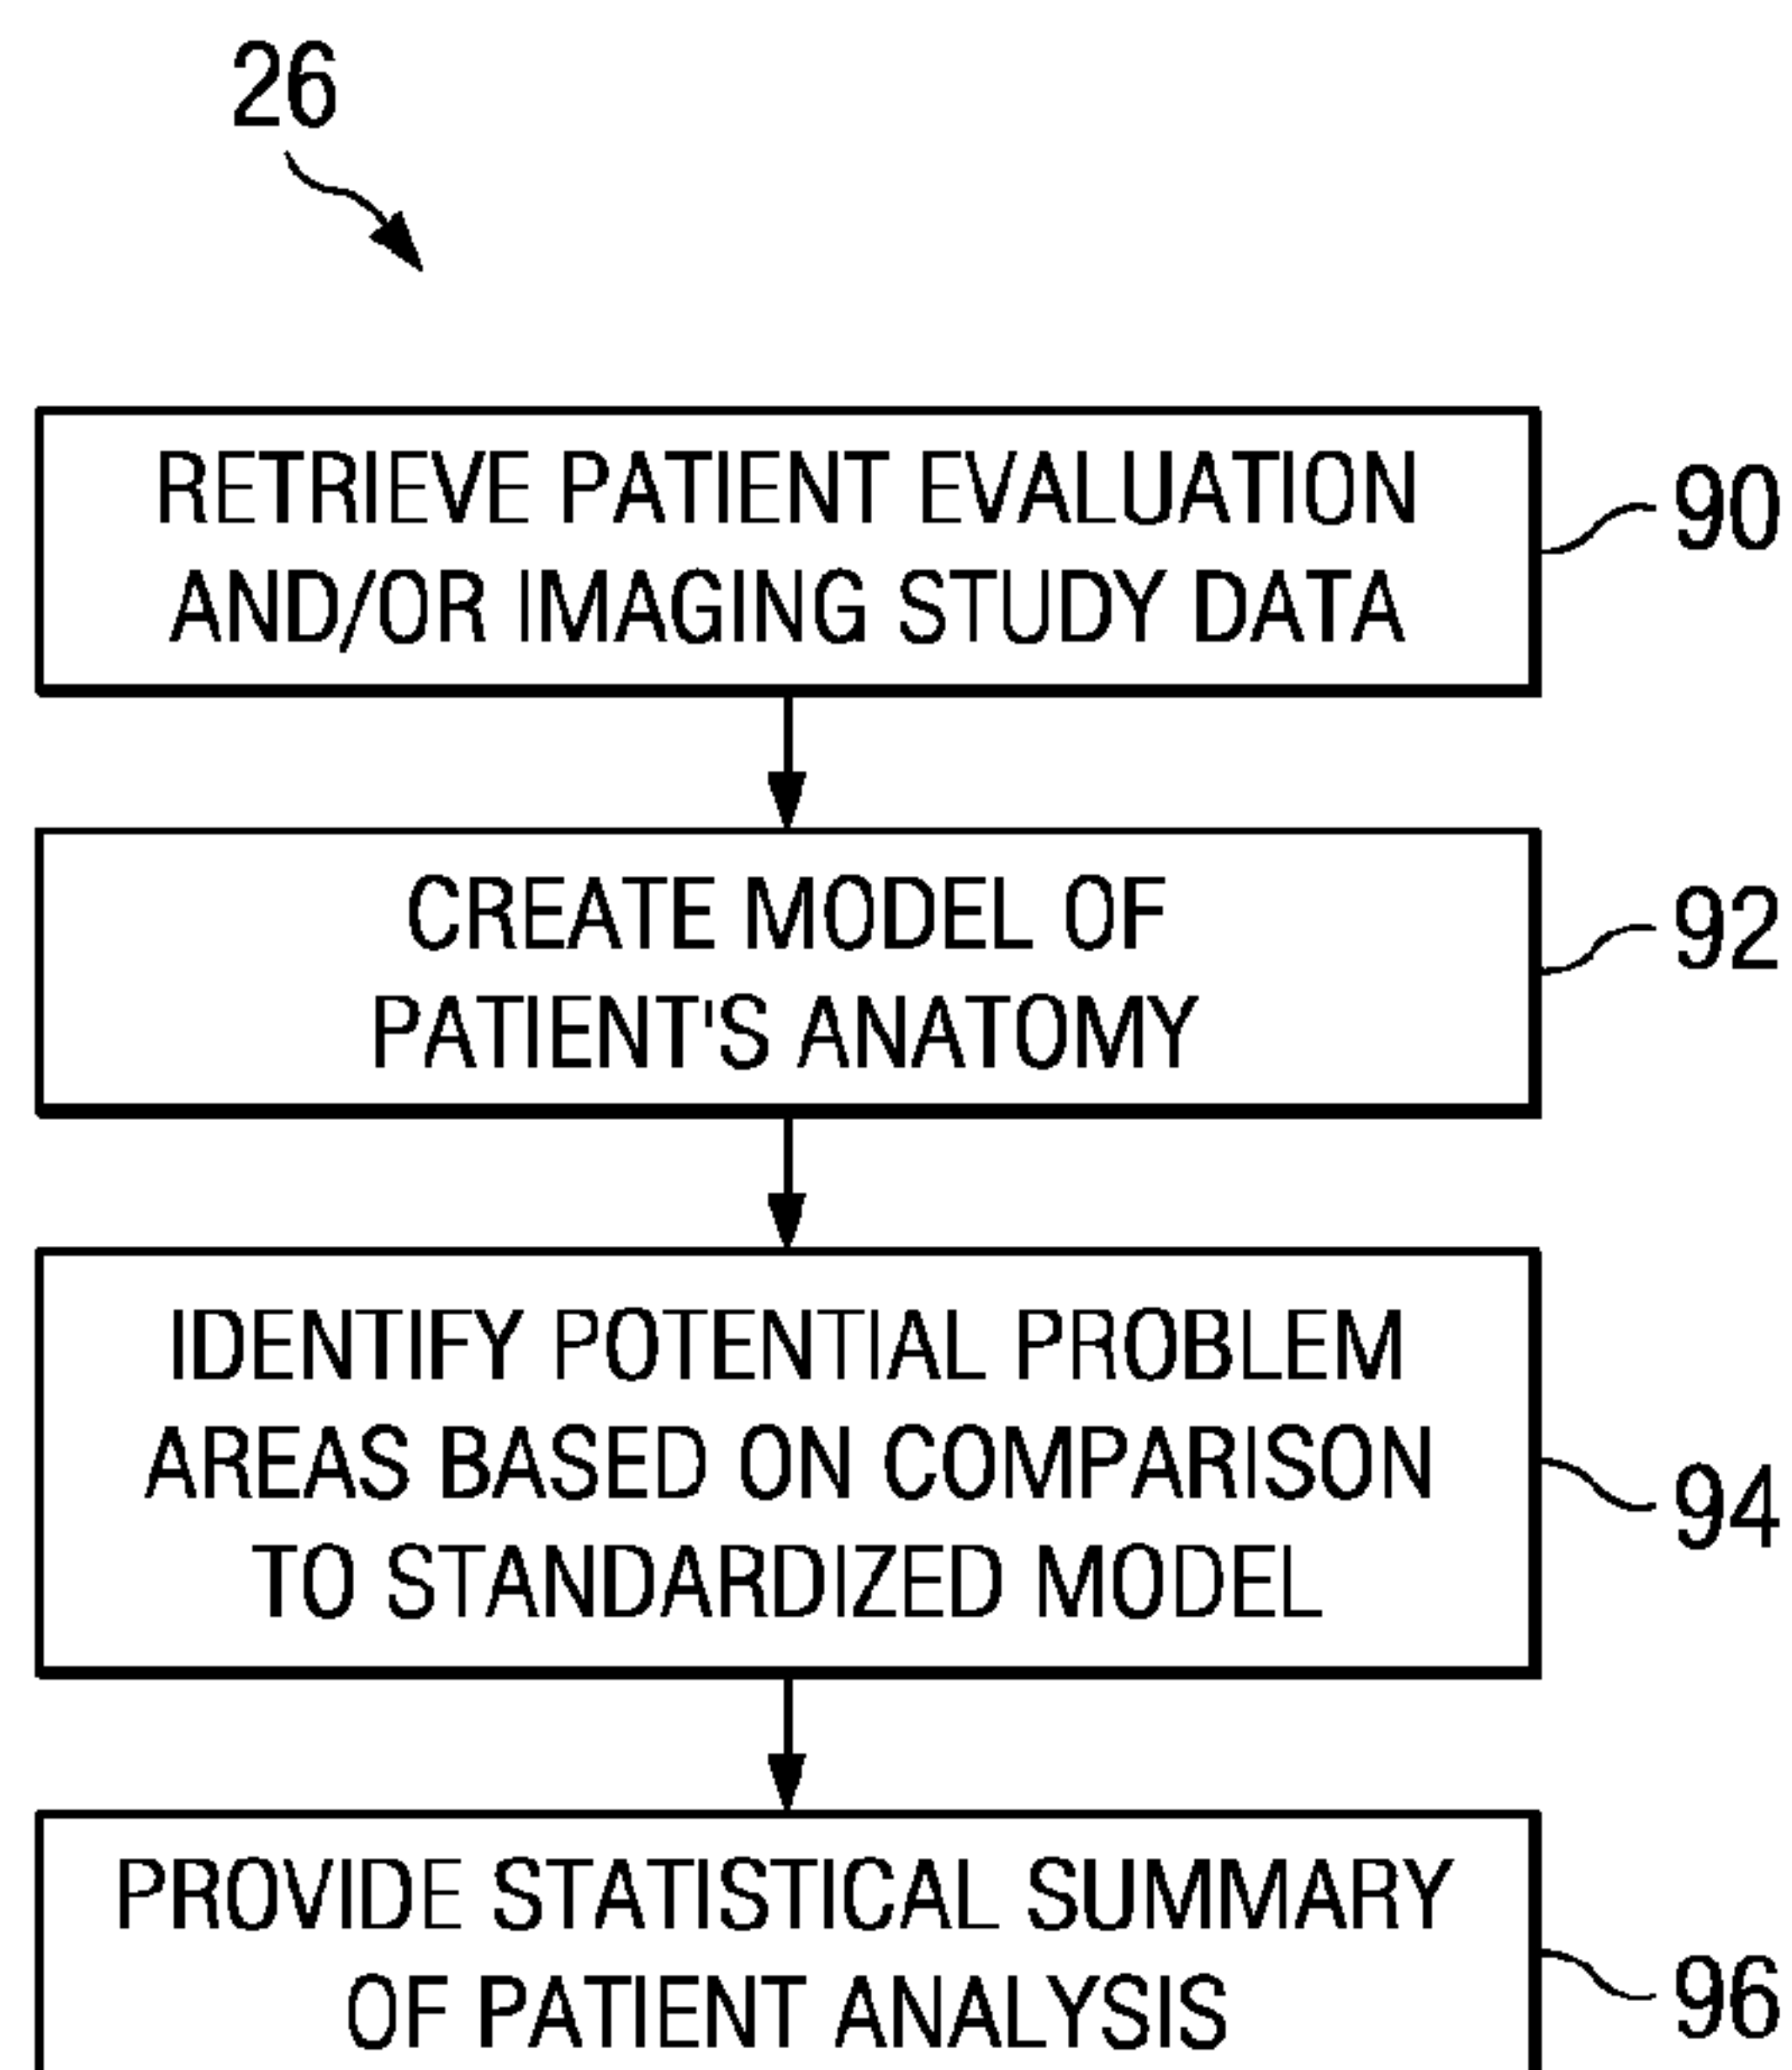 26
RETRIEVE PATIENT EVALUATION
AND/OR IMAGING STUDY DATA
90
CREATE MODEL OF
PATIENT'S ANATOMY
92
IDENTIFY POTENTIAL PROBLEM
AREAS BASED ON COMPARISON
TO STANDARDIZED MODEL
94
PROVIDE STATISTICAL SUMMARY
OF PATIENT ANALYSIS
96